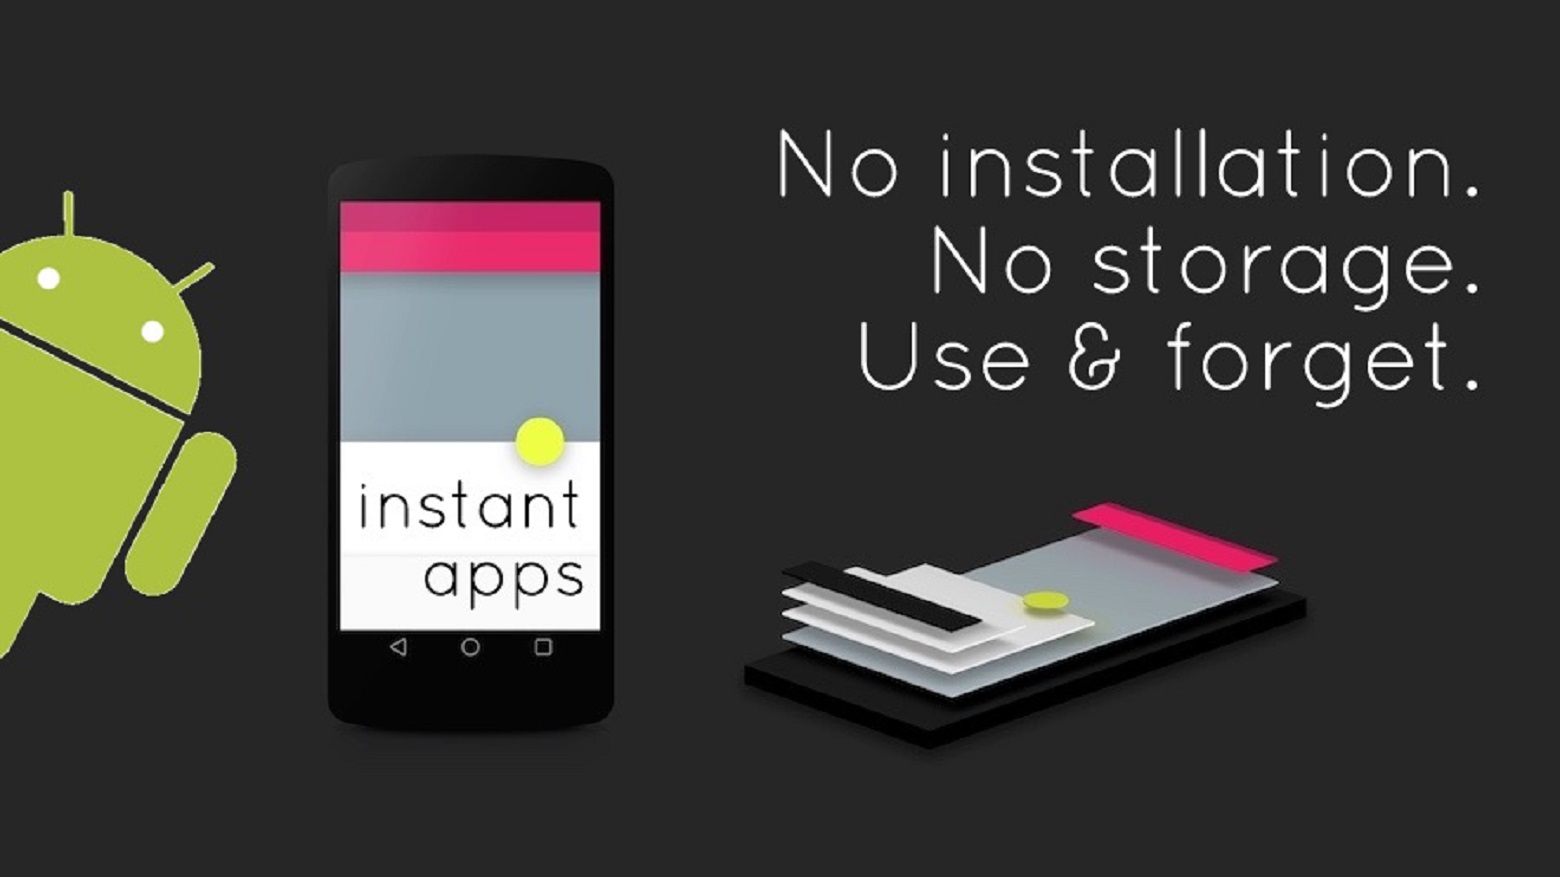 instant
apps
No installation.
No storage.
Use & forget.